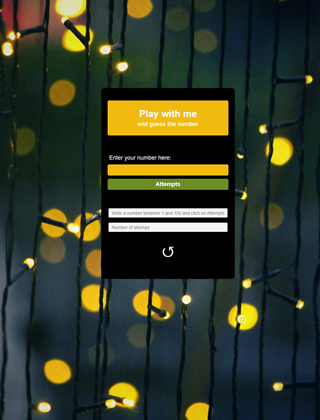 Play with me
and guess the number
Enter your number here:
Attempts
Write a number between 1 and 100 and click on Attempts
Number of attemps